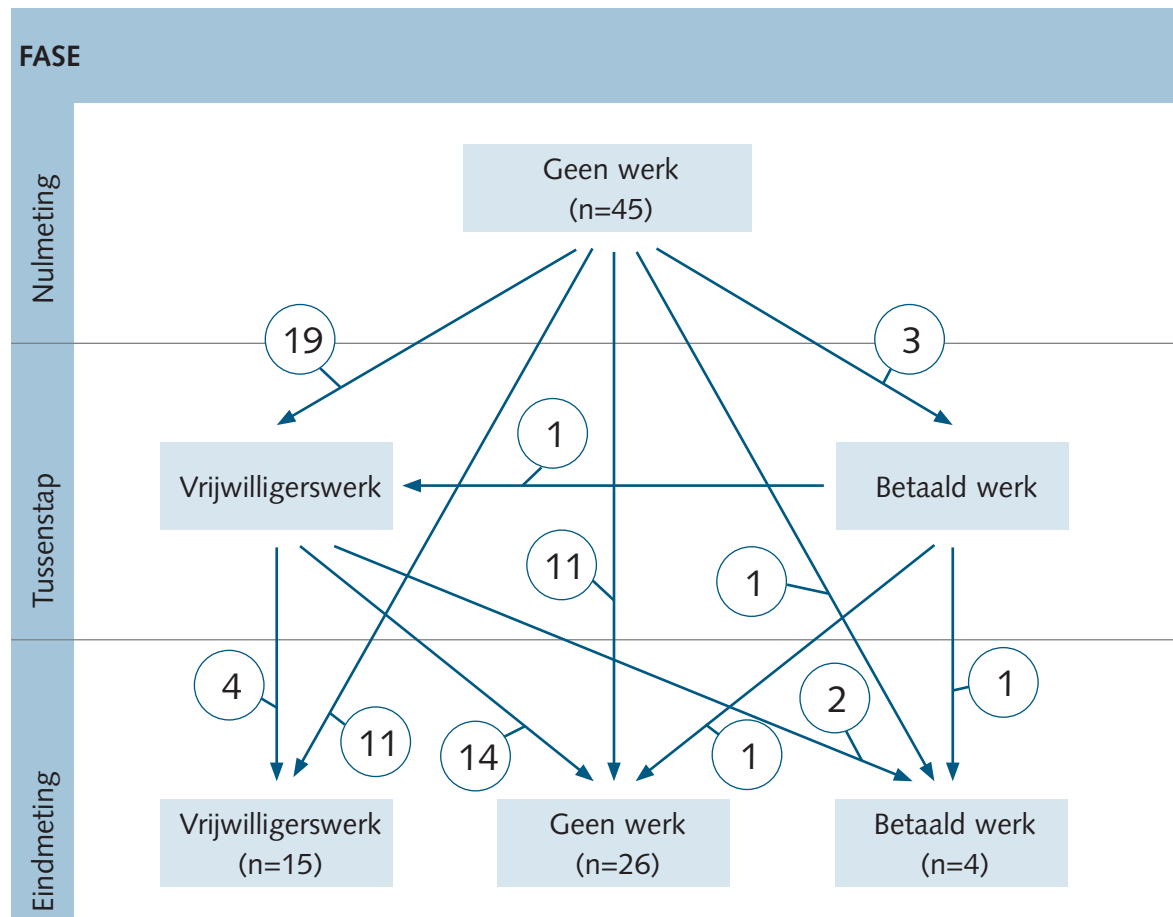 FASE
Nulmeting
Geen werk
(n=45)
19
3
Tussenstap
1
Vrijwilligerswerk
Betaald werk
11
1
Eindmeting
4
11
14
1
2
1
Vrijwilligerswerk
(n=15)
Geen werk
(n=26)
Betaald werk
(n=4)